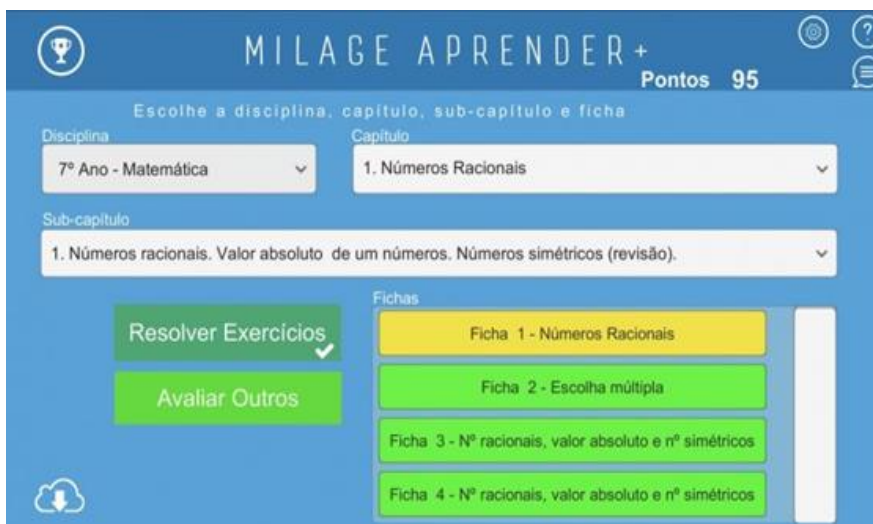 MILAGE APRENDER+
Pontos 95
Escolhe a disciplina, capítulo, sub-capítulo e ficha
Disciplina
Capítulo
7º Ano - Matemática
1. Números Racionais
Sub-capítulo
1. Números racionais. Valor absoluto de um números. Números simétricos (revisão).
Fichas
Resolver Exercícios
Ficha 1 - Números Racionais
Avaliar Outros
Ficha 2 - Escolha múltipla
Ficha 3 - Nº racionais, valor absoluto e nº simétricos
Ficha 4 - Nº racionais, valor absoluto e nº simétricos